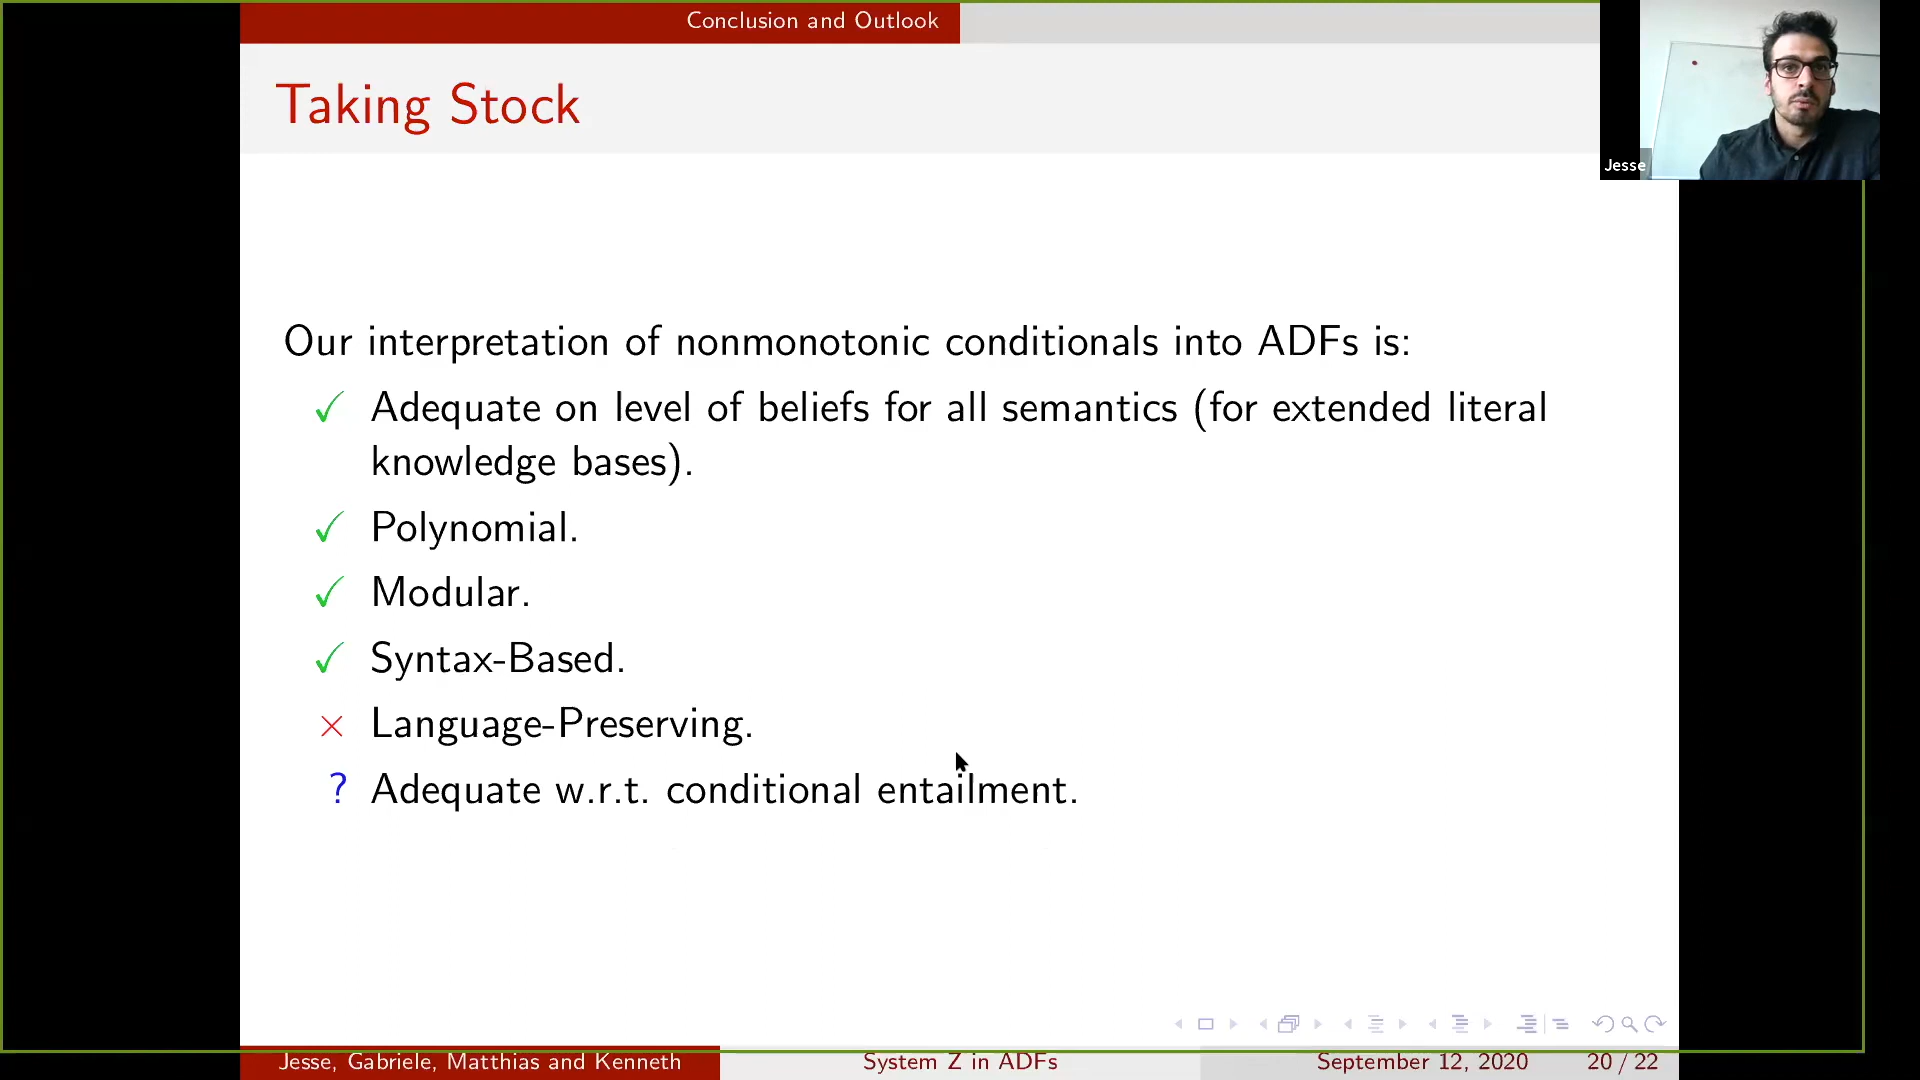 Conclusion and Outlook
Taking Stock
Jesse
Our interpretation of nonmonotonic conditionals into ADFs is:
✓ Adequate on level of beliefs for all semantics (for extended literal
knowledge bases).
✓ Polynomial.
✓ Modular.
✓ Syntax-Based.
× Language-Preserving.
? Adequate w.r.t. conditional entailment.
Jesse, Gabriele, Matthias and Kenneth System Z in ADFs September 12, 2020 20 / 22